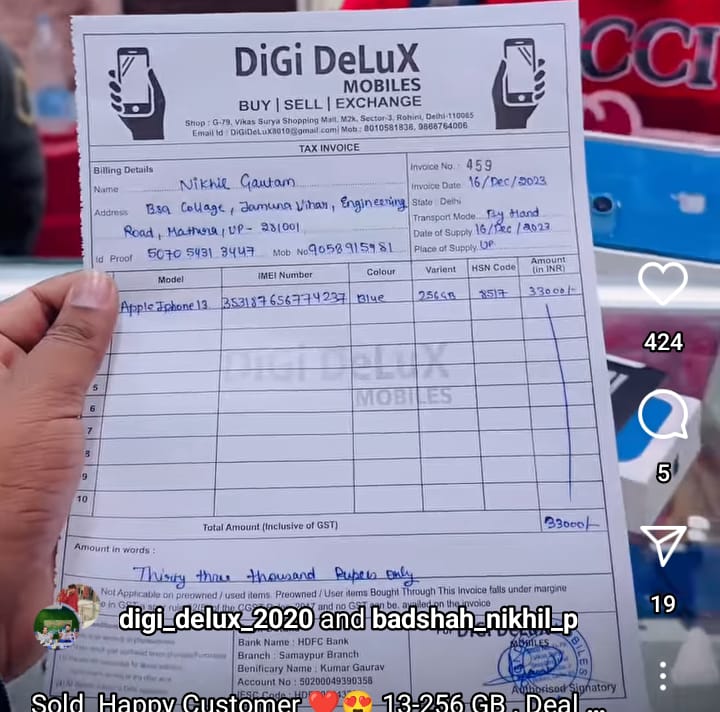 CCI
DiGi DeLuX
MOBILES
BUY | SELL | EXCHANGE
Shop : G-79, Vikas Surya Shopping Mall, M2k, Sector-3, Rohini, Delhi-110085
Email Id : DiGiDeLuX8010@gmail.com | Mob.: 8010581836, 9868764006
TAX INVOICE
Billing Details
Name Nikhil Gautam
Address Bsa Collage, Jamuna Vihar, Engineering
Road, Mathura, UP- 281001
Id Proof 5070 5431 3447 Mob No 9058915981
Invoice No. 459
Invoice Date 16/Dec/2023
State : Delhi
Transport Mode By Hand
Date of Supply 16/Dec/2023
Place of Supply UP
Model IMEI Number Colour Varient HSN Code Amount (in INR)
Apple Iphone 13 353187656774237 Blue 256GB 8517 33000/-
DiGi DeLuX
MOBILES
5
6
7
8
9
10
Total Amount (Inclusive of GST) 33000/-
Amount in words :
Thirty three thousand Rupees Only
Not Applicable on preowned / used items. Preowned / User items Bought Through This Invoice falls under margine
and no GST can be. availed on the invoice
Bank Name : HDFC Bank
Branch : Samaypur Branch
Benificary Name : Kumar Gaurav
Account No : 50200049390358
Authorised Signatory
424
5
19
digi_delux_2020 and badshah_nikhil_p
Sold Happy Customer ❤️😍 13-256 GB , Deal ...